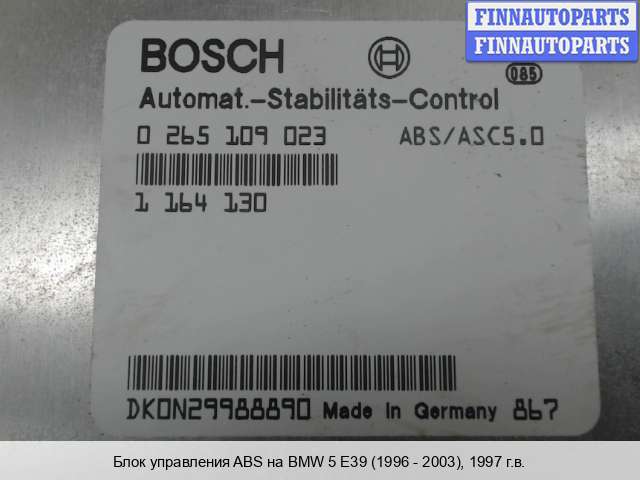 FINNAUTOPARTS
FINNAUTOPARTS
BOSCH
085
Automat.-Stabilitäts-Control
0 265 109 023 ABS/ASC5.0
1 164 130
DK0N29988890 Made in Germany 867
Блок управления ABS на BMW 5 E39 (1996 - 2003), 1997 г.в.